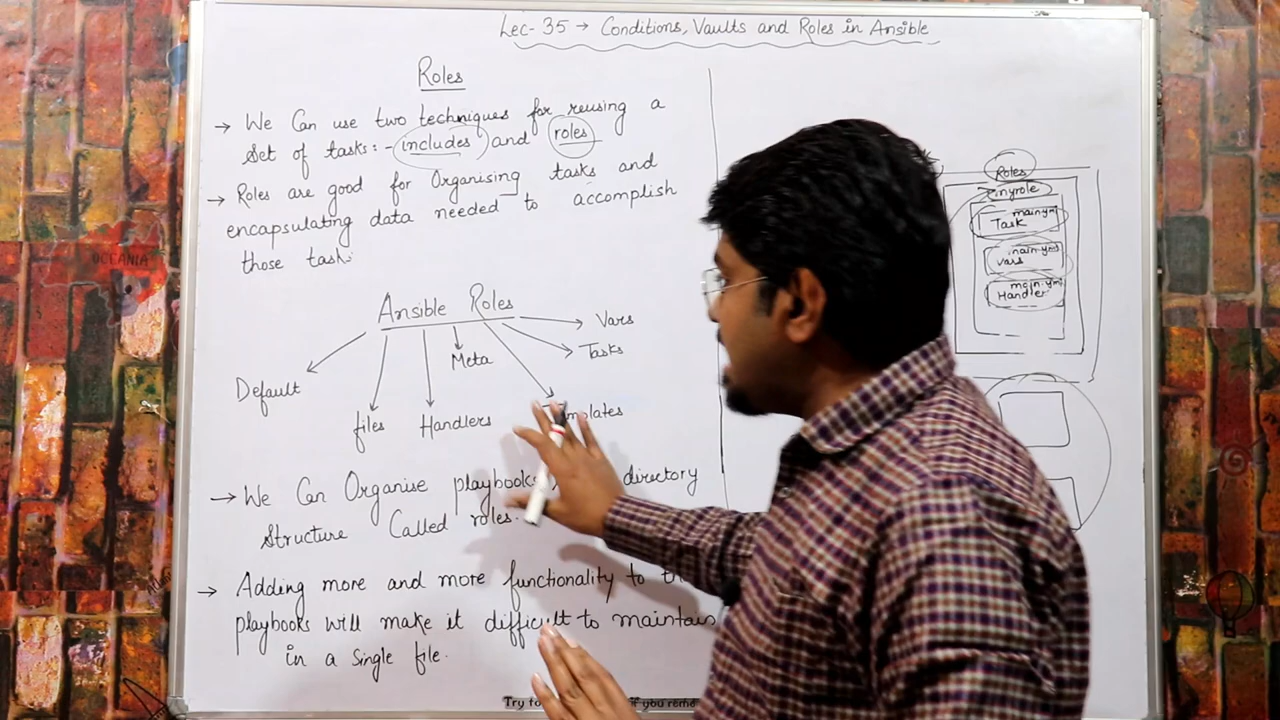 Lec- 35 → Conditions, Vaults and Roles in Ansible
Roles
→ We Can use two techniques for reusing a
Set of tasks:- includes and roles
→ Roles are good for Organising tasks and
encapsulating data needed to accomplish
those task
Ansible Roles
Vars
Tasks
Meta
Default
files
Handlers
→ We Can Organise playbooks directory
Structure Called roles.
→ Adding more and more functionality to
playbooks will make it difficult to maintain
in a single file.
Roles
myrole
main.yml
Task
main.yml
Vars
main.yml
Handler
OCEANIA
Try if you